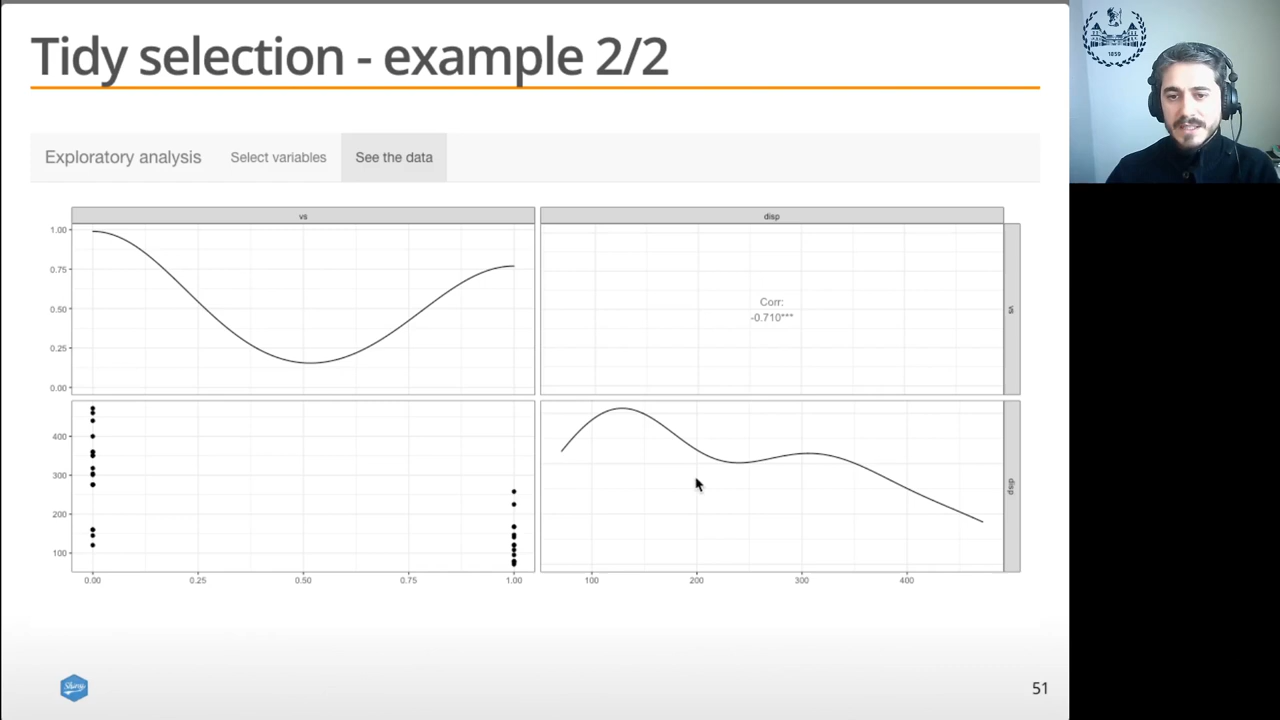 Tidy selection - example 2/2
1859
Exploratory analysis Select variables See the data
vs disp
1.00
0.75
0.50
0.25
0.00
Corr:
-0.710***
vs
400
300
200
100
disp
0.00 0.25 0.50 0.75 1.00 100 200 300 400
Shiny
51